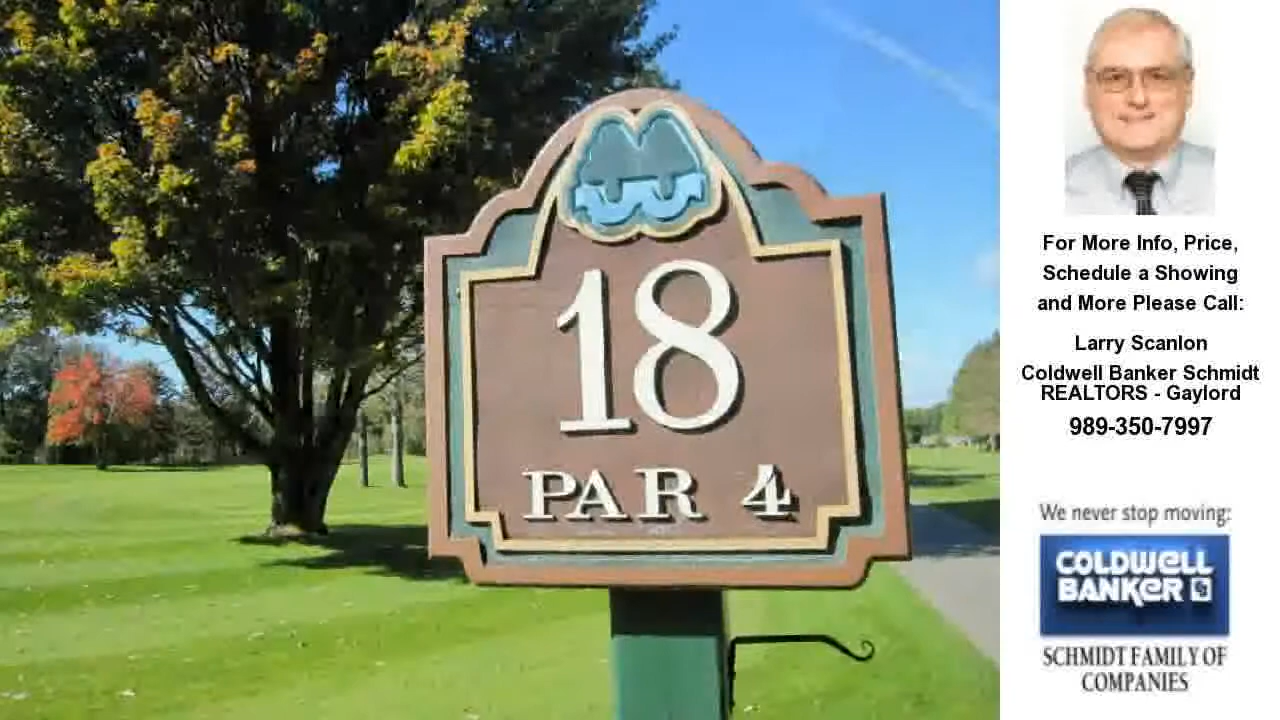 18
PAR 4
For More Info, Price,
Schedule a Showing
and More Please Call:
Larry Scanlon
Coldwell Banker Schmidt
REALTORS - Gaylord
989-350-7997
We never stop moving:
COLDWELL
BANKER
SCHMIDT FAMILY OF
COMPANIES